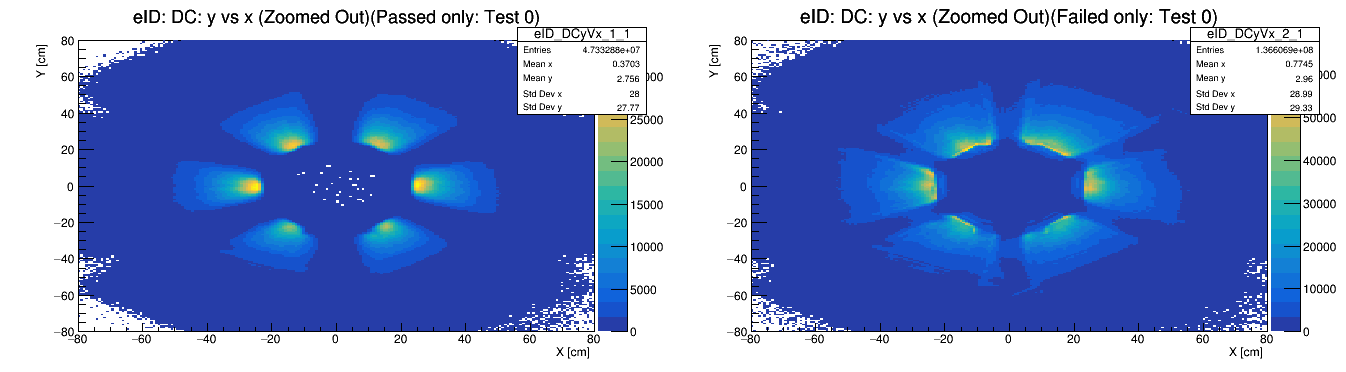 eID: DC: y vs x (Zoomed Out)(Passed only: Test 0)
eID_DCyVx_1_1
Entries 4.733288e+07
Mean x 0.3703
Mean y 2.756
Std Dev x 28
Std Dev y 27.77
Y [cm]
80
60
40
20
0
−20
−40
−60
−80
−80 −60 −40 −20 0 20 40 60 80
X [cm]
25000
20000
15000
10000
5000
0
eID: DC: y vs x (Zoomed Out)(Failed only: Test 0)
eID_DCyVx_2_1
Entries 1.366069e+08
Mean x 0.7745
Mean y 2.96
Std Dev x 28.99
Std Dev y 29.33
Y [cm]
80
60
40
20
0
−20
−40
−60
−80
−80 −60 −40 −20 0 20 40 60 80
X [cm]
50000
40000
30000
20000
10000
0